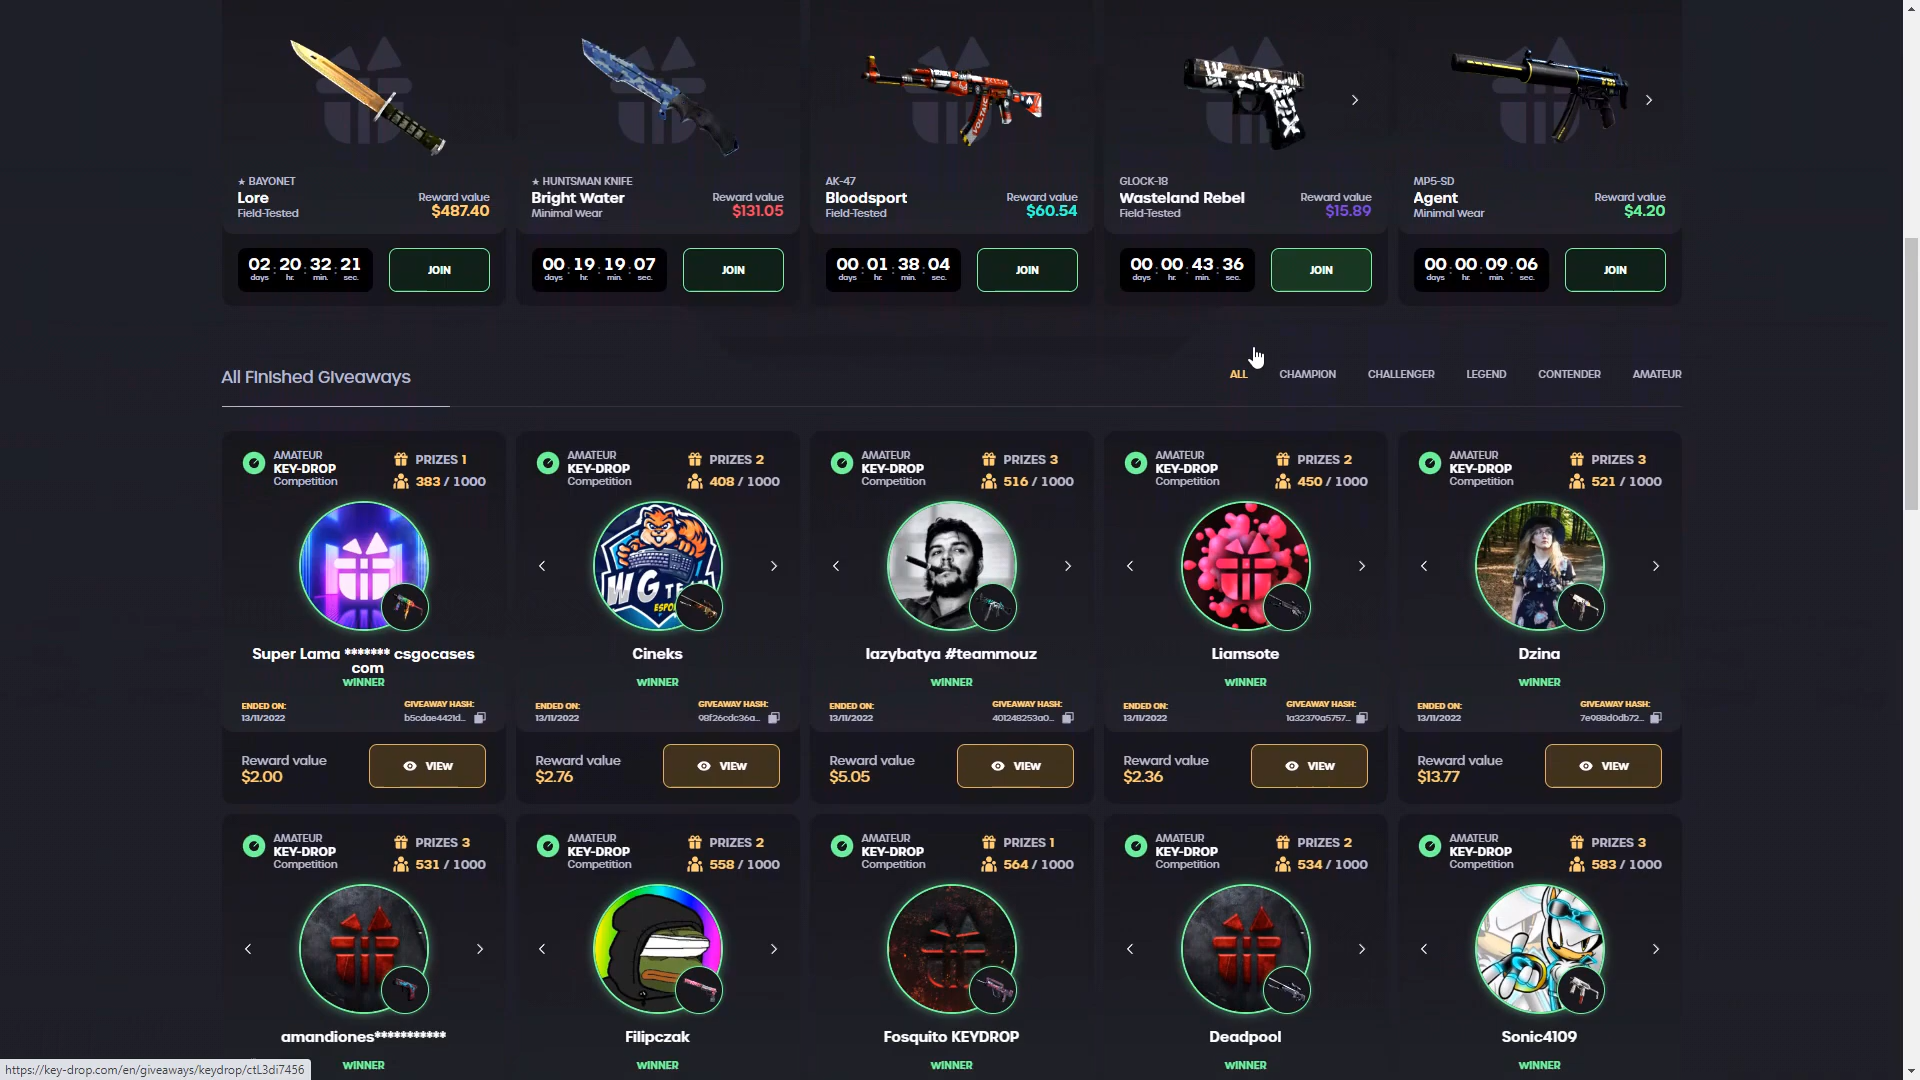 ★ BAYONET
Lore
Field-Tested
Reward value
$487.40
★ HUNTSMAN KNIFE
Bright Water
Minimal Wear
Reward value
$131.05
AK-47
Bloodsport
Field-Tested
Reward value
$60.54
GLOCK-18
Wasteland Rebel
Field-Tested
Reward value
$15.89
MP5-SD
Agent
Minimal Wear
Reward value
$4.20
02 : 20 : 32 : 21
days hr. min. sec.
JOIN
00 : 19 : 19 : 07
days hr. min. sec.
JOIN
00 : 01 : 38 : 04
days hr. min. sec.
JOIN
00 : 00 : 43 : 36
days hr. min. sec.
JOIN
00 : 00 : 09 : 06
days hr. min. sec.
JOIN
All Finished Giveaways
ALL CHAMPION CHALLENGER LEGEND CONTENDER AMATEUR
AMATEUR
KEY-DROP
Competition
PRIZES 1
383 / 1000
Super Lama ******* csgocases
com
WINNER
ENDED ON:
13/11/2022
GIVEAWAY HASH:
b5cdae4421d...
Reward value
$2.00
VIEW
AMATEUR
KEY-DROP
Competition
PRIZES 2
408 / 1000
WG TE
ESPO
Cineks
WINNER
ENDED ON:
13/11/2022
GIVEAWAY HASH:
98f26cdc36a...
Reward value
$2.76
VIEW
AMATEUR
KEY-DROP
Competition
PRIZES 3
516 / 1000
lazybatya #teammouz
WINNER
ENDED ON:
13/11/2022
GIVEAWAY HASH:
401248253a0...
Reward value
$5.05
VIEW
AMATEUR
KEY-DROP
Competition
PRIZES 2
450 / 1000
Liamsote
WINNER
ENDED ON:
13/11/2022
GIVEAWAY HASH:
1a32379a5757...
Reward value
$2.36
VIEW
AMATEUR
KEY-DROP
Competition
PRIZES 3
521 / 1000
Dzina
WINNER
ENDED ON:
13/11/2022
GIVEAWAY HASH:
7e988d0db72...
Reward value
$13.77
VIEW
AMATEUR
KEY-DROP
Competition
PRIZES 3
531 / 1000
amandiones***********
WINNER
AMATEUR
KEY-DROP
Competition
PRIZES 2
558 / 1000
Filipczak
WINNER
AMATEUR
KEY-DROP
Competition
PRIZES 1
564 / 1000
Fosquito KEYDROP
WINNER
AMATEUR
KEY-DROP
Competition
PRIZES 2
534 / 1000
Deadpool
WINNER
AMATEUR
KEY-DROP
Competition
PRIZES 3
583 / 1000
Sonic4109
WINNER
https://key-drop.com/en/giveaways/keydrop/ctL3di7456